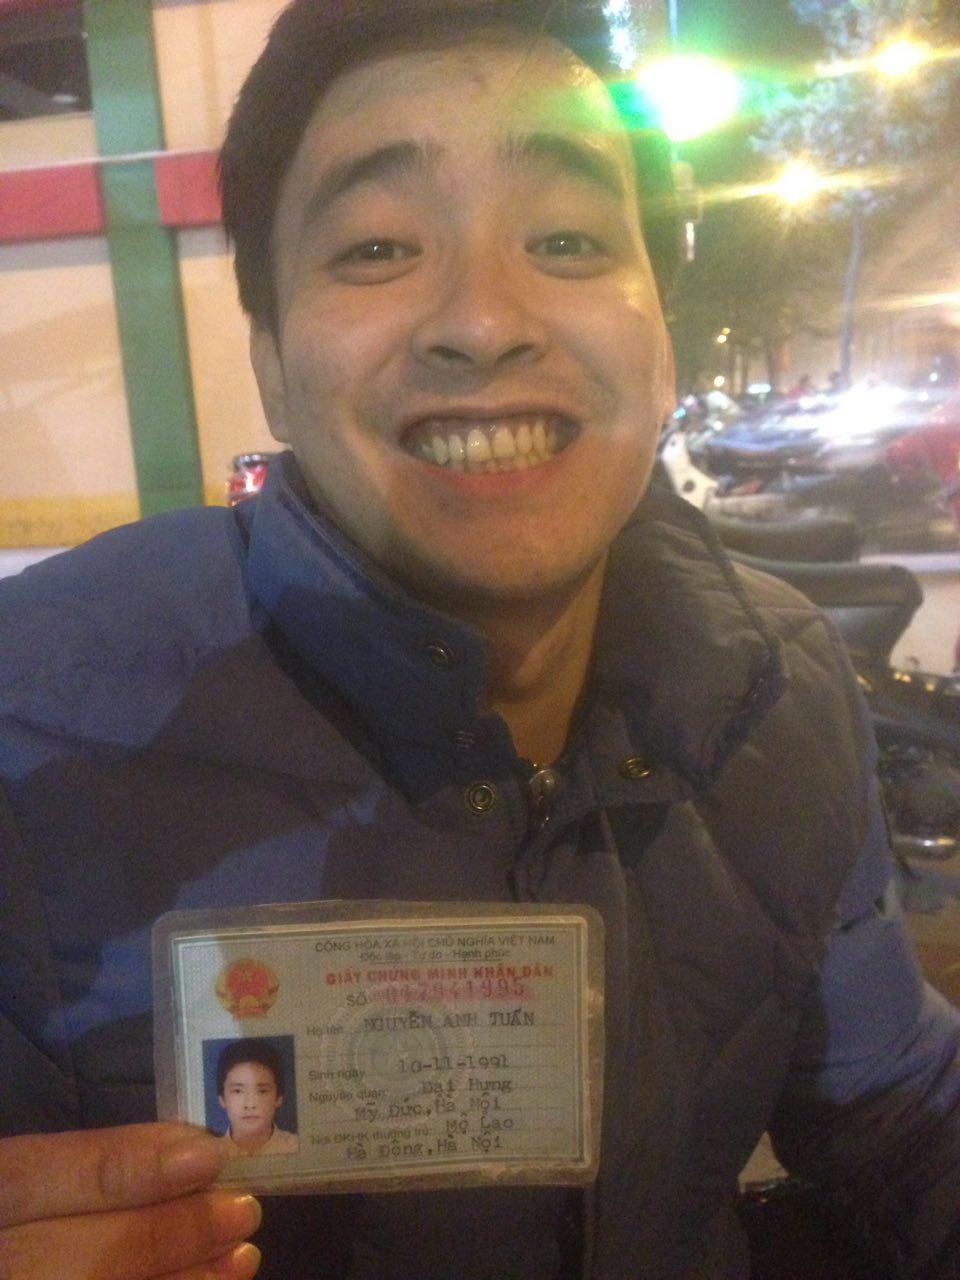 CỘNG HÒA XÃ HỘI CHỦ NGHĨA VIỆT NAM
Độc lập - Tự do - Hạnh phúc
GIẤY CHỨNG MINH NHÂN DÂN
SỐ 017941995
Họ tên NGUYỄN ANH TUẤN
Sinh ngày 10-11-1991
Nguyên quán Đại Hưng
Mỹ Đức, Hà Nội
Nơi ĐKHK thường trú Mộ Lao
Hà Đông, Hà Nội